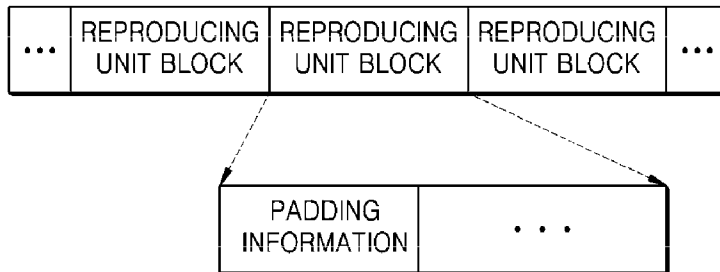 ... REPRODUCING REPRODUCING REPRODUCING ...
UNIT BLOCK UNIT BLOCK UNIT BLOCK
PADDING
INFORMATION ...